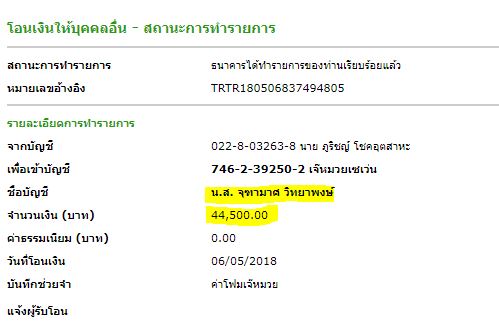 โอนเงินให้บุคคลอื่น - สถานะการทำรายการ
สถานะการทำรายการ ธนาคารได้ทำรายการของท่านเรียบร้อยแล้ว
หมายเลขอ้างอิง TRTR180506837494805
รายละเอียดการทำรายการ
จากบัญชี 022-8-03263-8 นาย ภูริชญ์ โชคอุตสาหะ
เพื่อเข้าบัญชี 746-2-39250-2 เจ๊หมวยเซเว่น
ชื่อบัญชี น.ส. จุฑามาศ วิทยาพงษ์
จำนวนเงิน (บาท) 44,500.00
ค่าธรรมเนียม (บาท) 0.00
วันที่โอนเงิน 06/05/2018
บันทึกช่วยจำ ค่าโฟมเจ๊หมวย
แจ้งผู้รับโอน